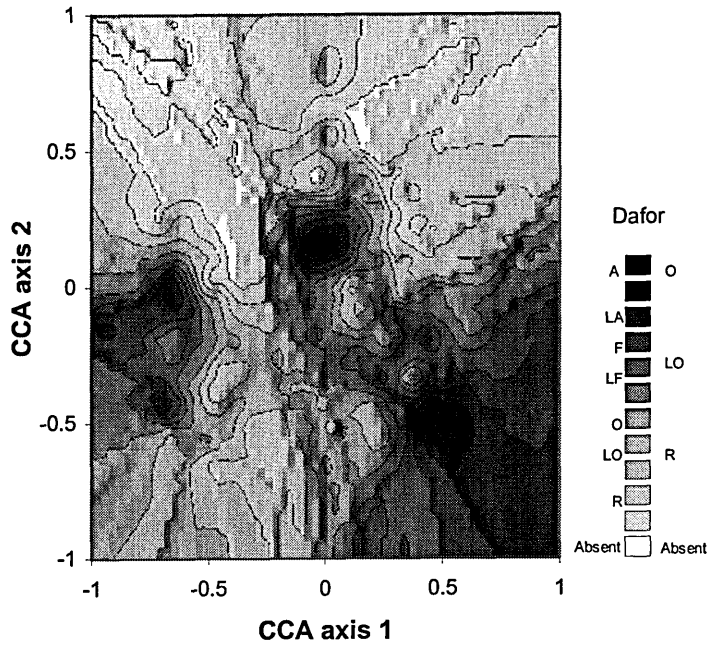 1
0.5
0
-0.5
-1
-1 -0.5 0 0.5 1
CCA axis 2
CCA axis 1
Dafor
A O
LA
F
LF LO
O
LO R
R
Absent Absent